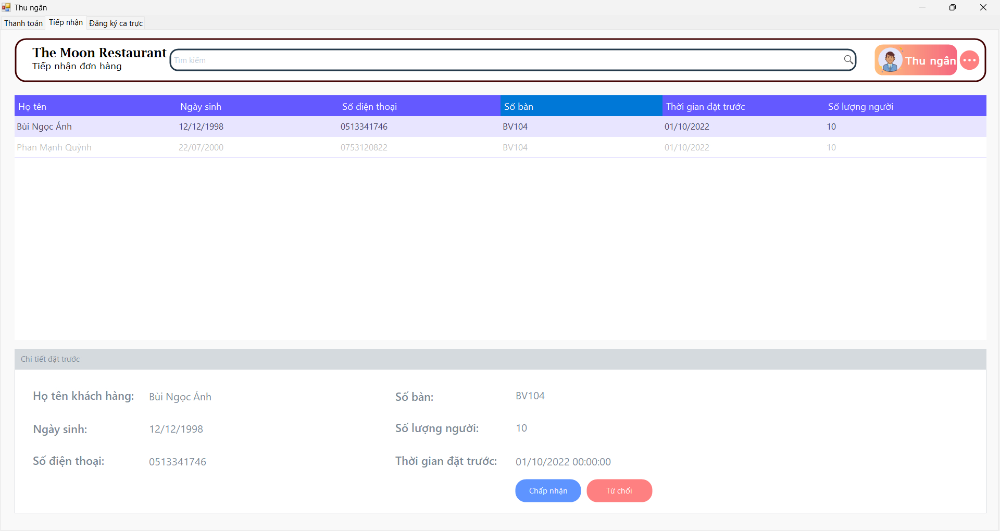 Thu ngân
Thanh toán Tiếp nhận Đăng ký ca trực
The Moon Restaurant
Tiếp nhận đơn hàng
Tìm kiếm
Thu ngân
Họ tên Ngày sinh Số điện thoại Số bàn Thời gian đặt trước Số lượng người
Bùi Ngọc Ánh 12/12/1998 0513341746 BV104 01/10/2022 10
Phan Mạnh Quỳnh 22/07/2000 0753120822 BV104 01/10/2022 10
Chi tiết đặt trước
Họ tên khách hàng: Bùi Ngọc Ánh Số bàn: BV104
Ngày sinh: 12/12/1998 Số lượng người: 10
Số điện thoại: 0513341746 Thời gian đặt trước: 01/10/2022 00:00:00
Chấp nhận Từ chối